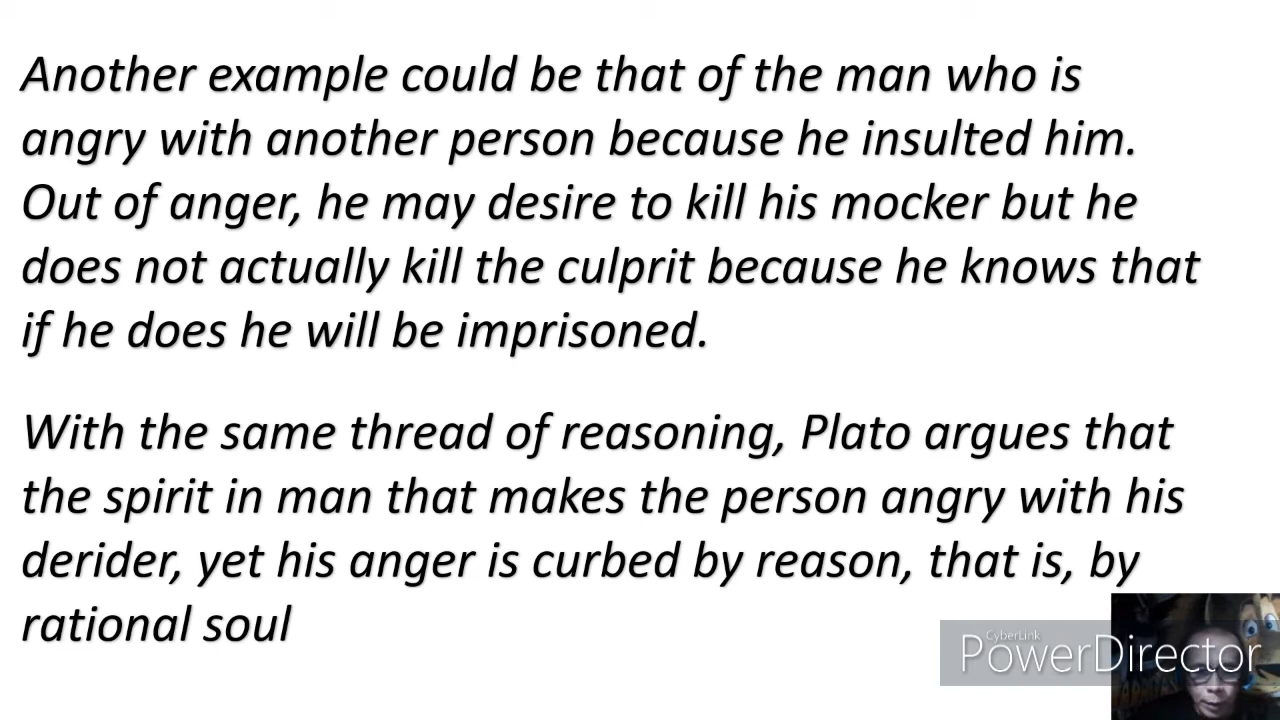 Another example could be that of the man who is
angry with another person because he insulted him.
Out of anger, he may desire to kill his mocker but he
does not actually kill the culprit because he knows that
if he does he will be imprisoned.
With the same thread of reasoning, Plato argues that
the spirit in man that makes the person angry with his
derider, yet his anger is curbed by reason, that is, by
rational soul
CyberLink
PowerDirector